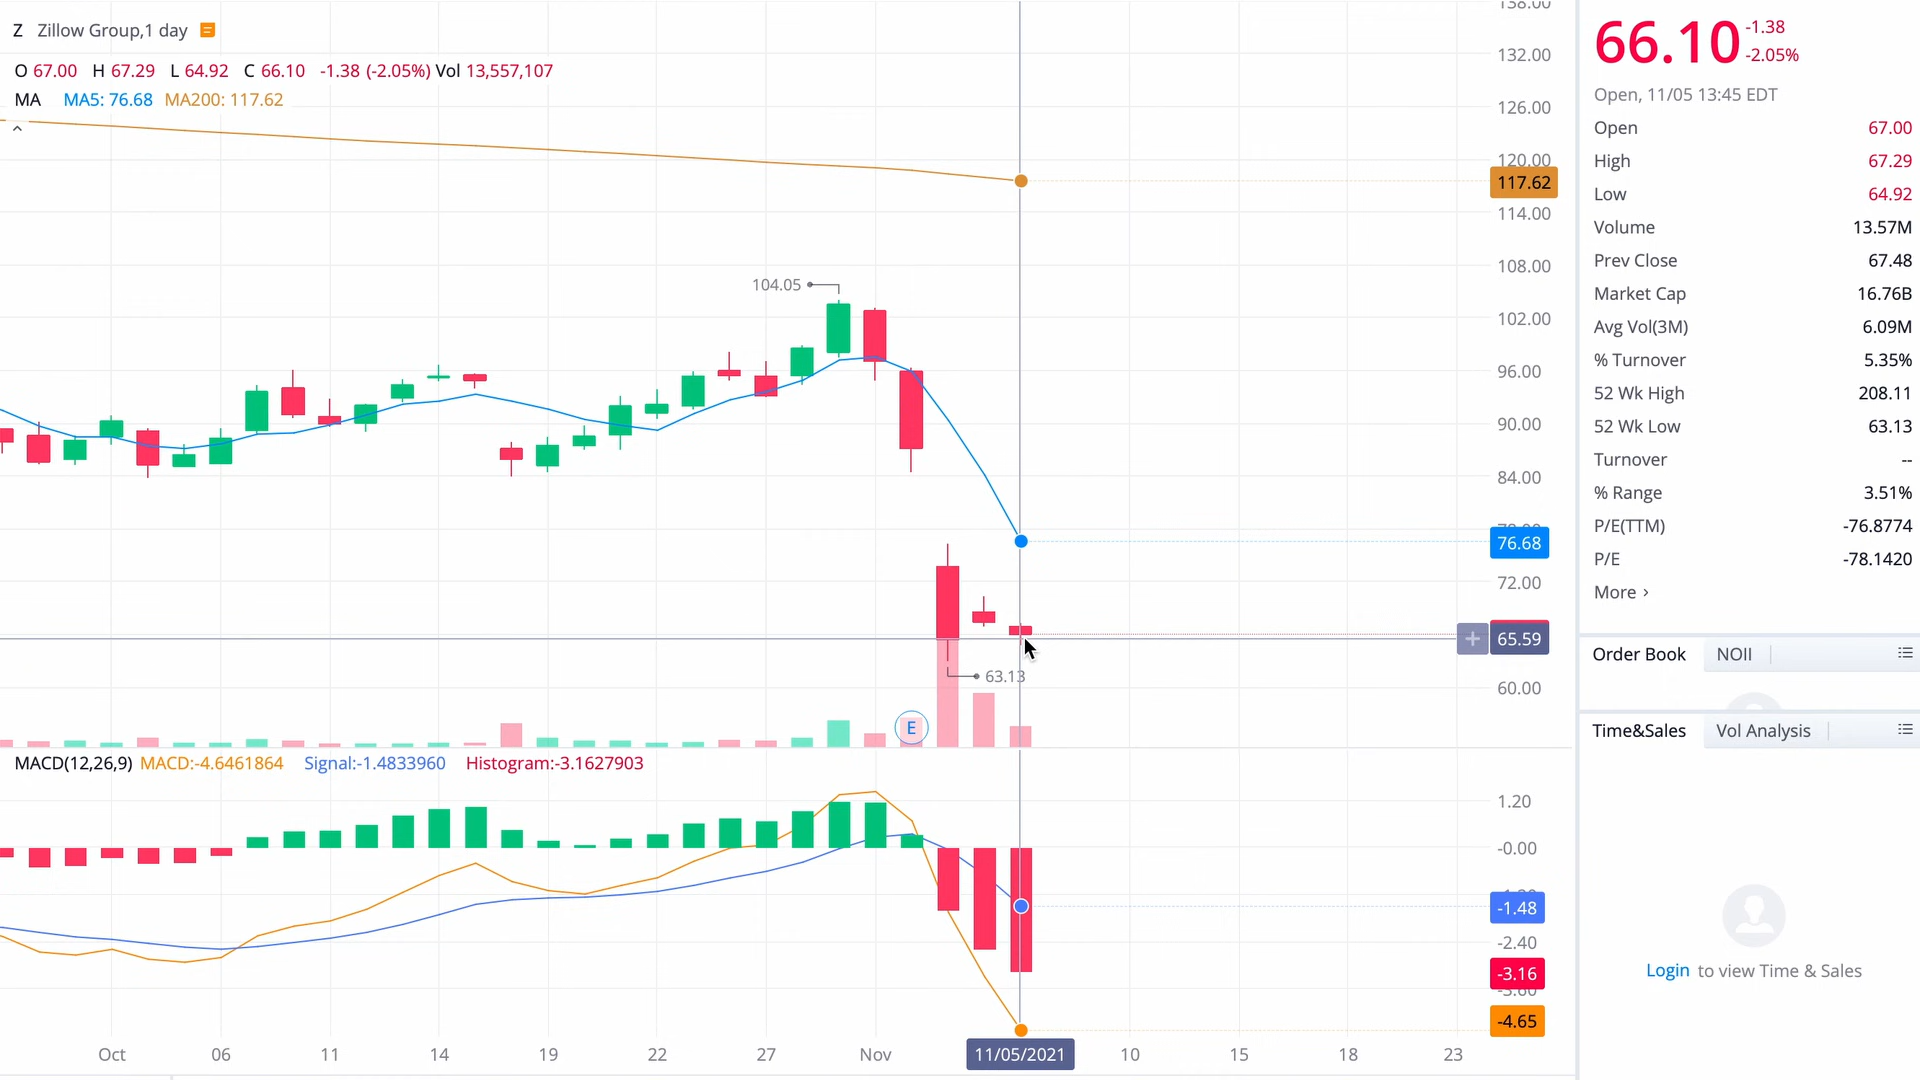 Z Zillow Group,1 day
O 67.00 H 67.29 L 64.92 C 66.10 -1.38 (-2.05%) Vol 13,557,107
MA MA5: 76.68 MA200: 117.62
138.00
132.00
126.00
120.00
117.62
114.00
108.00
104.05
102.00
96.00
90.00
84.00
76.68
72.00
65.59
63.13
60.00
E
MACD(12,26,9) MACD:-4.6461864 Signal:-1.4833960 Histogram:-3.1627903
1.20
-0.00
-1.48
-2.40
-3.16
-3.60
-4.65
Oct 06 11 14 19 22 27 Nov 11/05/2021 10 15 18 23
66.10 -1.38
-2.05%
Open, 11/05 13:45 EDT
Open 67.00
High 67.29
Low 64.92
Volume 13.57M
Prev Close 67.48
Market Cap 16.76B
Avg Vol(3M) 6.09M
% Turnover 5.35%
52 Wk High 208.11
52 Wk Low 63.13
Turnover --
% Range 3.51%
P/E(TTM) -76.8774
P/E -78.1420
More ›
Order Book NOII
Time&Sales Vol Analysis
Login to view Time & Sales